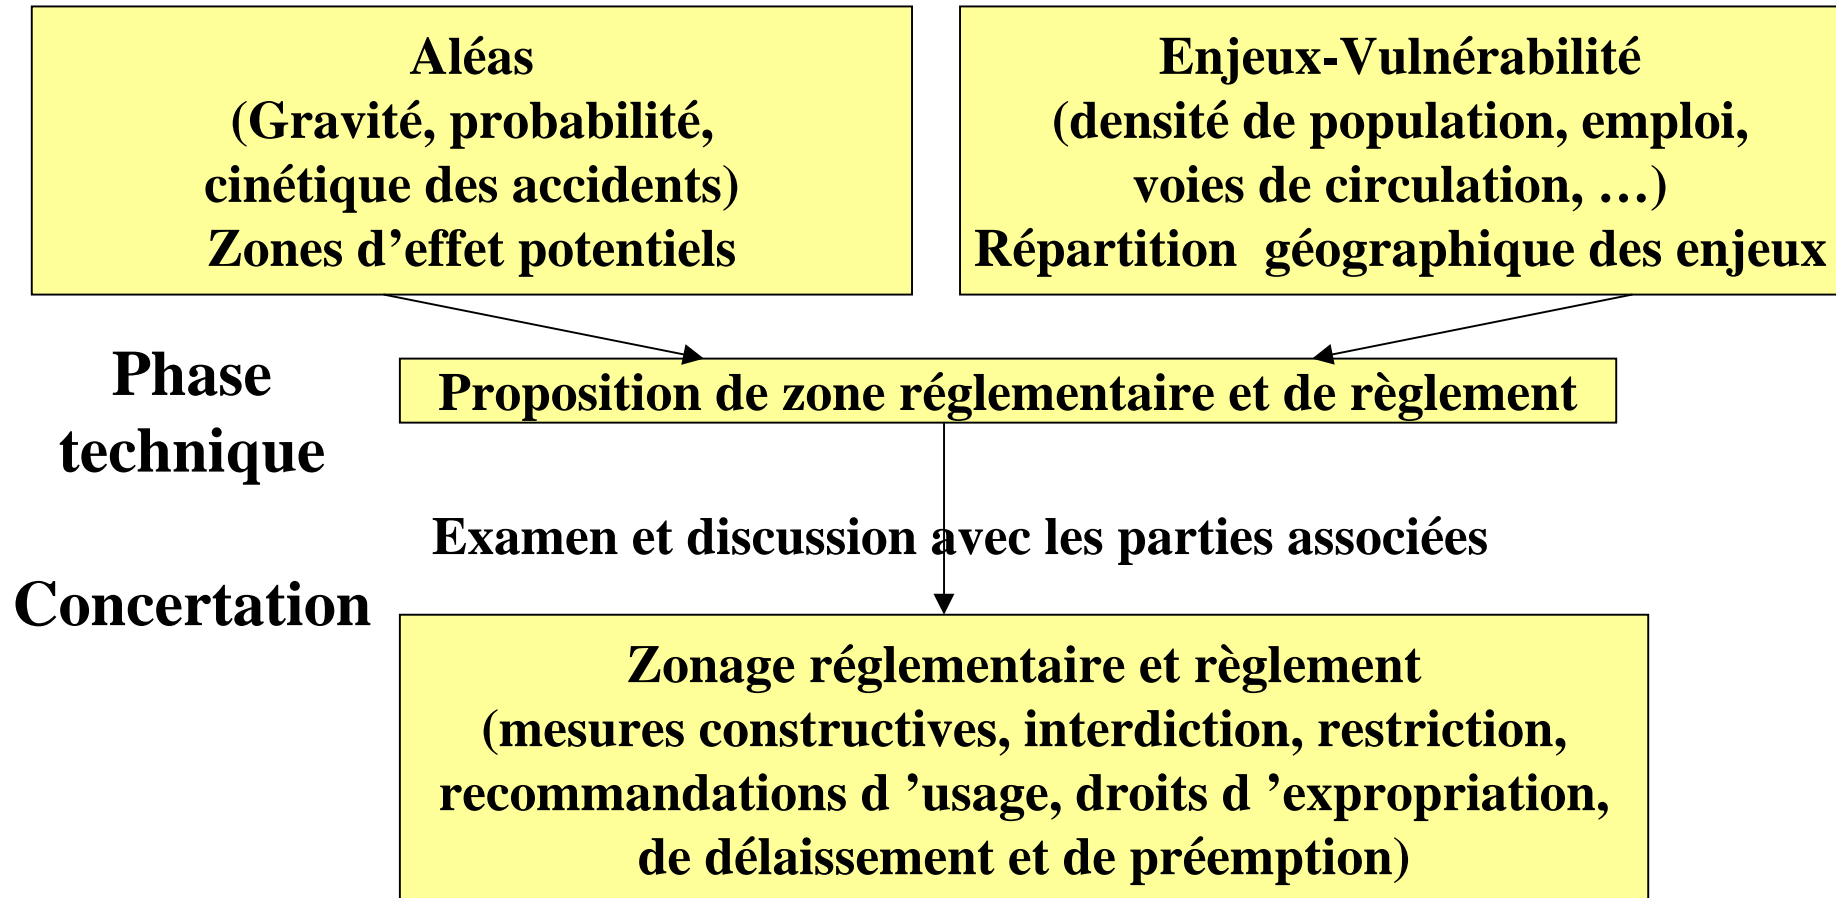 Aléas
(Gravité, probabilité,
cinétique des accidents)
Zones d’effet potentiels
Enjeux-Vulnérabilité
(densité de population, emploi,
voies de circulation, …)
Répartition  géographique des enjeux
Phase
technique
Proposition de zone réglementaire et de règlement
Examen et discussion avec les parties associées
Concertation
Zonage réglementaire et règlement
(mesures constructives, interdiction, restriction,
recommandations d ’usage, droits d ’expropriation,
de délaissement et de préemption)